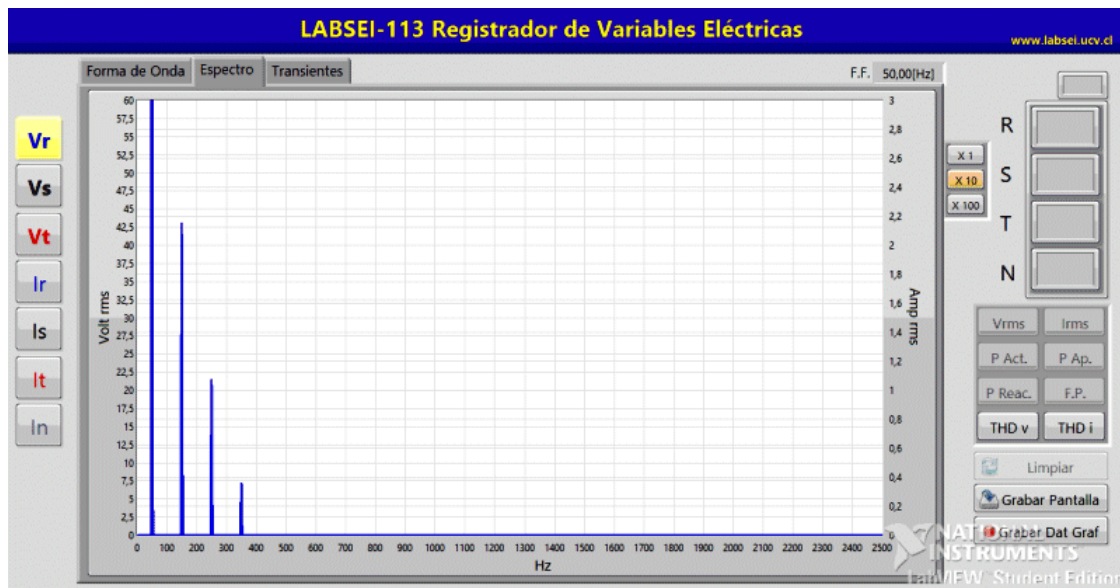 LABSEI-113 Registrador de Variables Eléctricas
www.labsei.ucv.cl
Forma de Onda Espectro Transientes
F.F. 50,00[Hz]
Vr
Vs
Vt
Ir
Is
It
In
Volt rms
60
57,5
55
52,5
50
47,5
45
42,5
40
37,5
35
32,5
30
27,5
25
22,5
20
17,5
15
12,5
10
7,5
5
2,5
0
0 100 200 300 400 500 600 700 800 900 1000 1100 1200 1300 1400 1500 1600 1700 1800 1900 2000 2100 2200 2300 2400 2500
Hz
3
2,8
2,6
2,4
2,2
2
1,8
1,6
1,4
1,2
1
0,8
0,6
0,4
0,2
0
Amp rms
X 1
X 10
X 100
R
S
T
N
Vrms Irms
P Act. P Ap.
P Reac. F.P.
THD v THD i
Limpiar
Grabar Pantalla
Grabar Dat Graf
NATIONAL
INSTRUMENTS
LabVIEW Student Edition